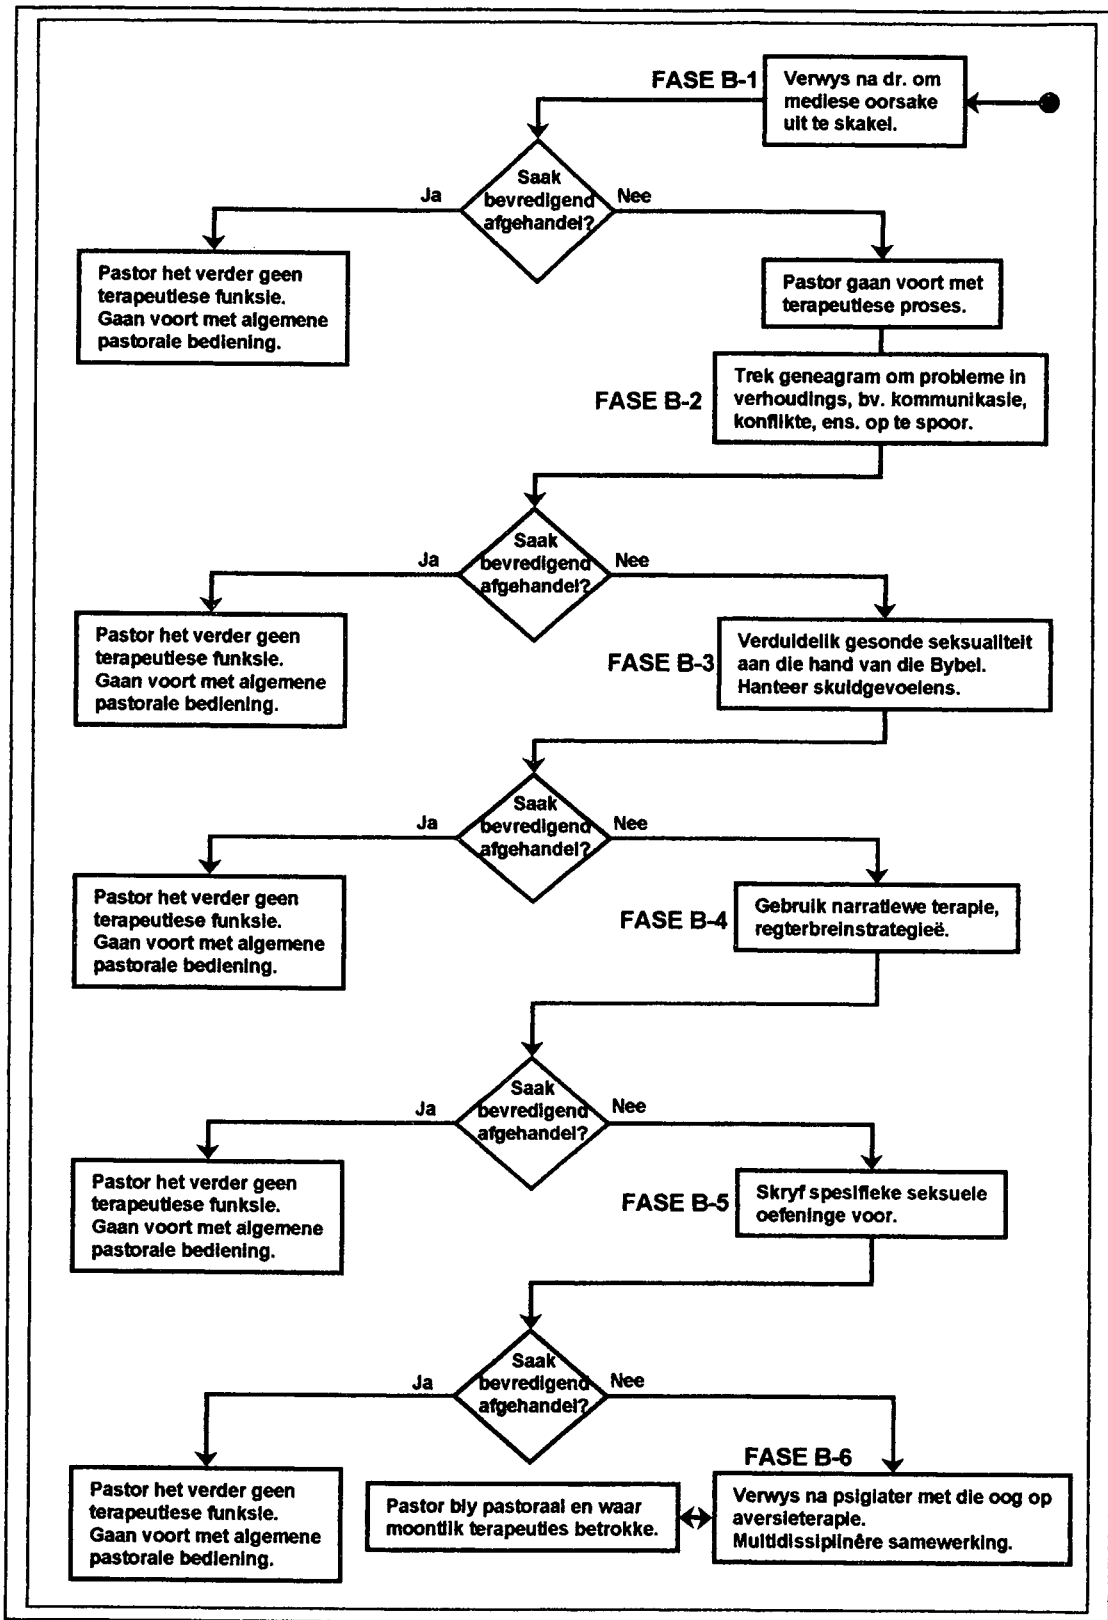 FASE B-1
Verwys na dr. om
mediese oorsake
uit te skakel.
Saak
bevredigend
afgehandel?
Ja
Nee
Pastor het verder geen
terapeutiese funksie.
Gaan voort met algemene
pastorale bediening.
Pastor gaan voort met
terapeutiese proses.
FASE B-2
Trek geneagram om probleme in
verhoudings, bv. kommunikasie,
konflikte, ens. op te spoor.
Saak
bevredigend
afgehandel?
Ja
Nee
Pastor het verder geen
terapeutiese funksie.
Gaan voort met algemene
pastorale bediening.
FASE B-3
Verduidelik gesonde seksualiteit
aan die hand van die Bybel.
Hanteer skuldgevoelens.
Saak
bevredigend
afgehandel?
Ja
Nee
Pastor het verder geen
terapeutiese funksie.
Gaan voort met algemene
pastorale bediening.
FASE B-4
Gebruik narratiewe terapie,
regterbreinstrategieë.
Saak
bevredigend
afgehandel?
Ja
Nee
Pastor het verder geen
terapeutiese funksie.
Gaan voort met algemene
pastorale bediening.
FASE B-5
Skryf spesifieke seksuele
oefeninge voor.
Saak
bevredigend
afgehandel?
Ja
Nee
Pastor het verder geen
terapeutiese funksie.
Gaan voort met algemene
pastorale bediening.
Pastor bly pastoraal en waar
moontlik terapeuties betrokke.
FASE B-6
Verwys na psigiater met die oog op
aversieterapie.
Multidissiplinêre samewerking.